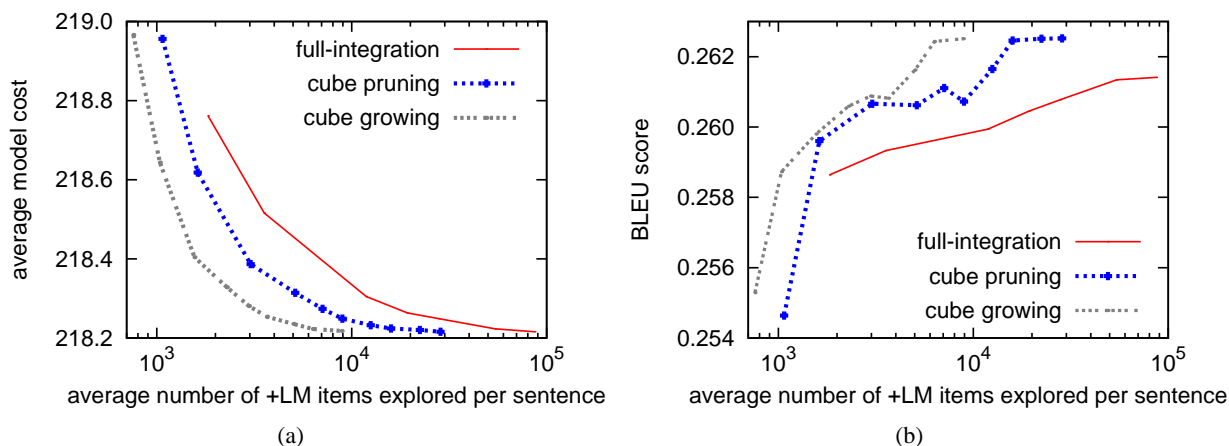 219.0
218.8
218.6
218.4
218.2
average model cost
full-integration
cube pruning
cube growing
10^3
10^4
10^5
average number of +LM items explored per sentence
(a)
0.262
0.260
0.258
0.256
0.254
BLEU score
full-integration
cube pruning
cube growing
10^3
10^4
10^5
average number of +LM items explored per sentence
(b)